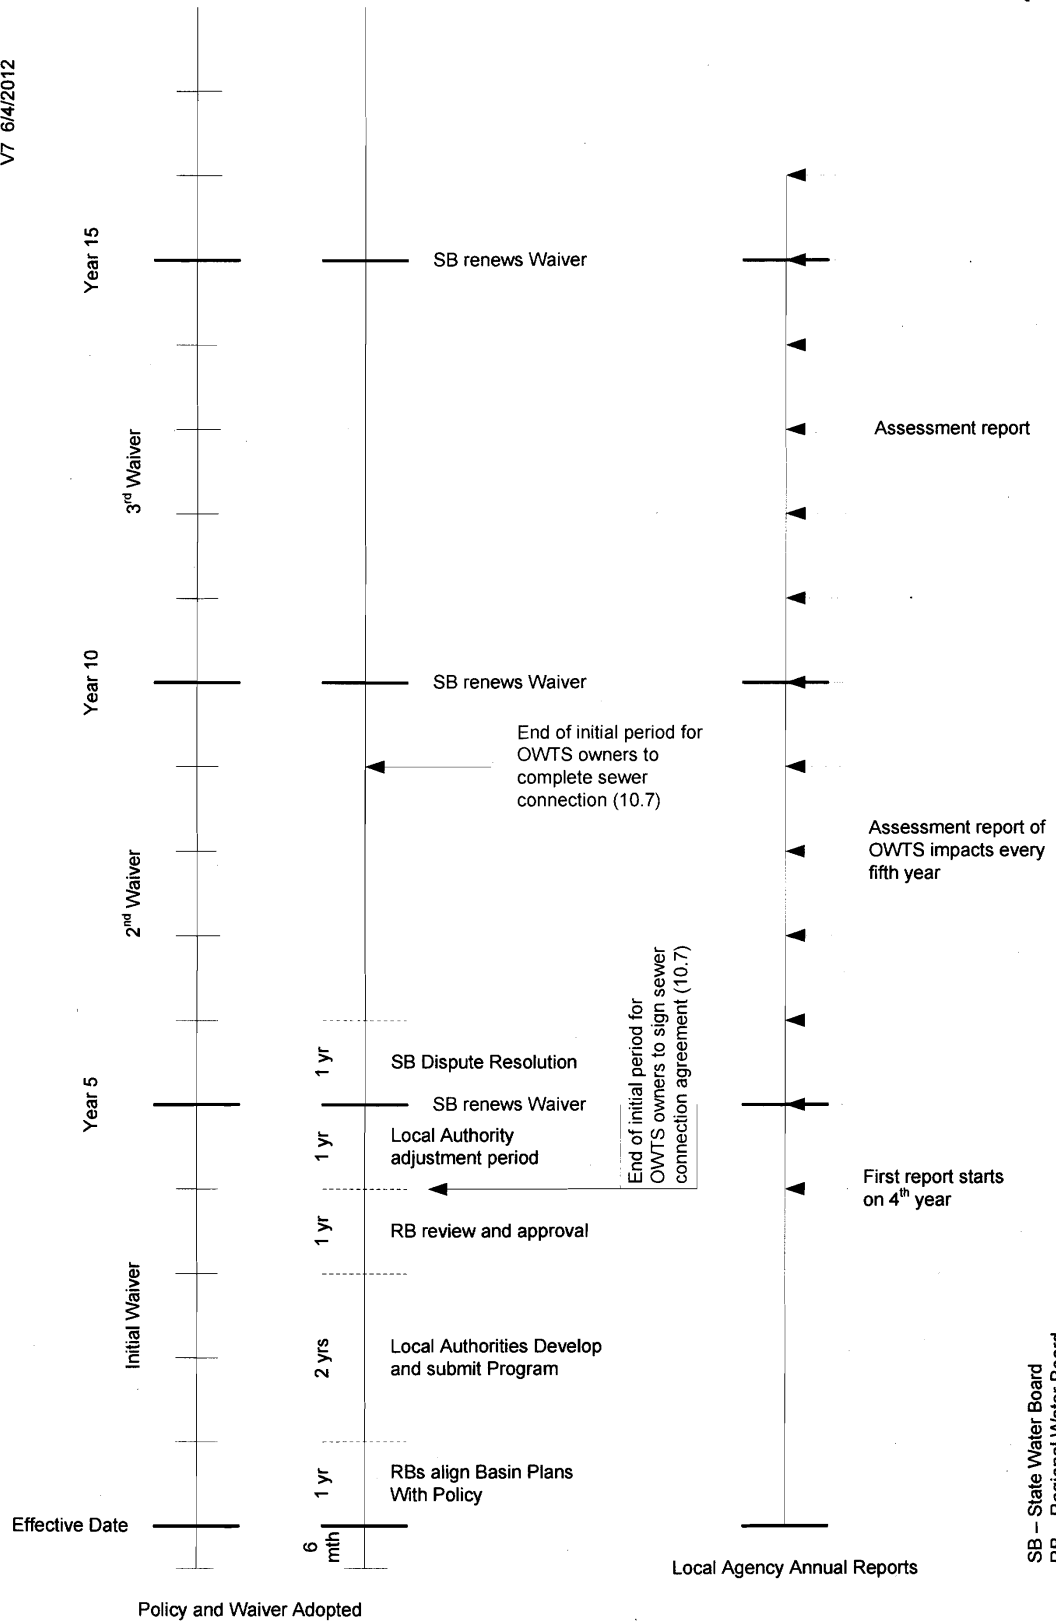 V7 6/4/2012
Year 15
SB renews Waiver
3rd Waiver
Assessment report
Year 10
SB renews Waiver
End of initial period for
OWTS owners to
complete sewer
connection (10.7)
2nd Waiver
Assessment report of
OWTS impacts every
fifth year
End of initial period for
OWTS owners to sign sewer
connection agreement (10.7)
1 yr
SB Dispute Resolution
Year 5
SB renews Waiver
1 yr
Local Authority
adjustment period
First report starts
on 4th year
1 yr
RB review and approval
Initial Waiver
2 yrs
Local Authorities Develop
and submit Program
1 yr
RBs align Basin Plans
With Policy
Effective Date
6
mth
Local Agency Annual Reports
Policy and Waiver Adopted
SB – State Water Board
RB – Regional Water Board